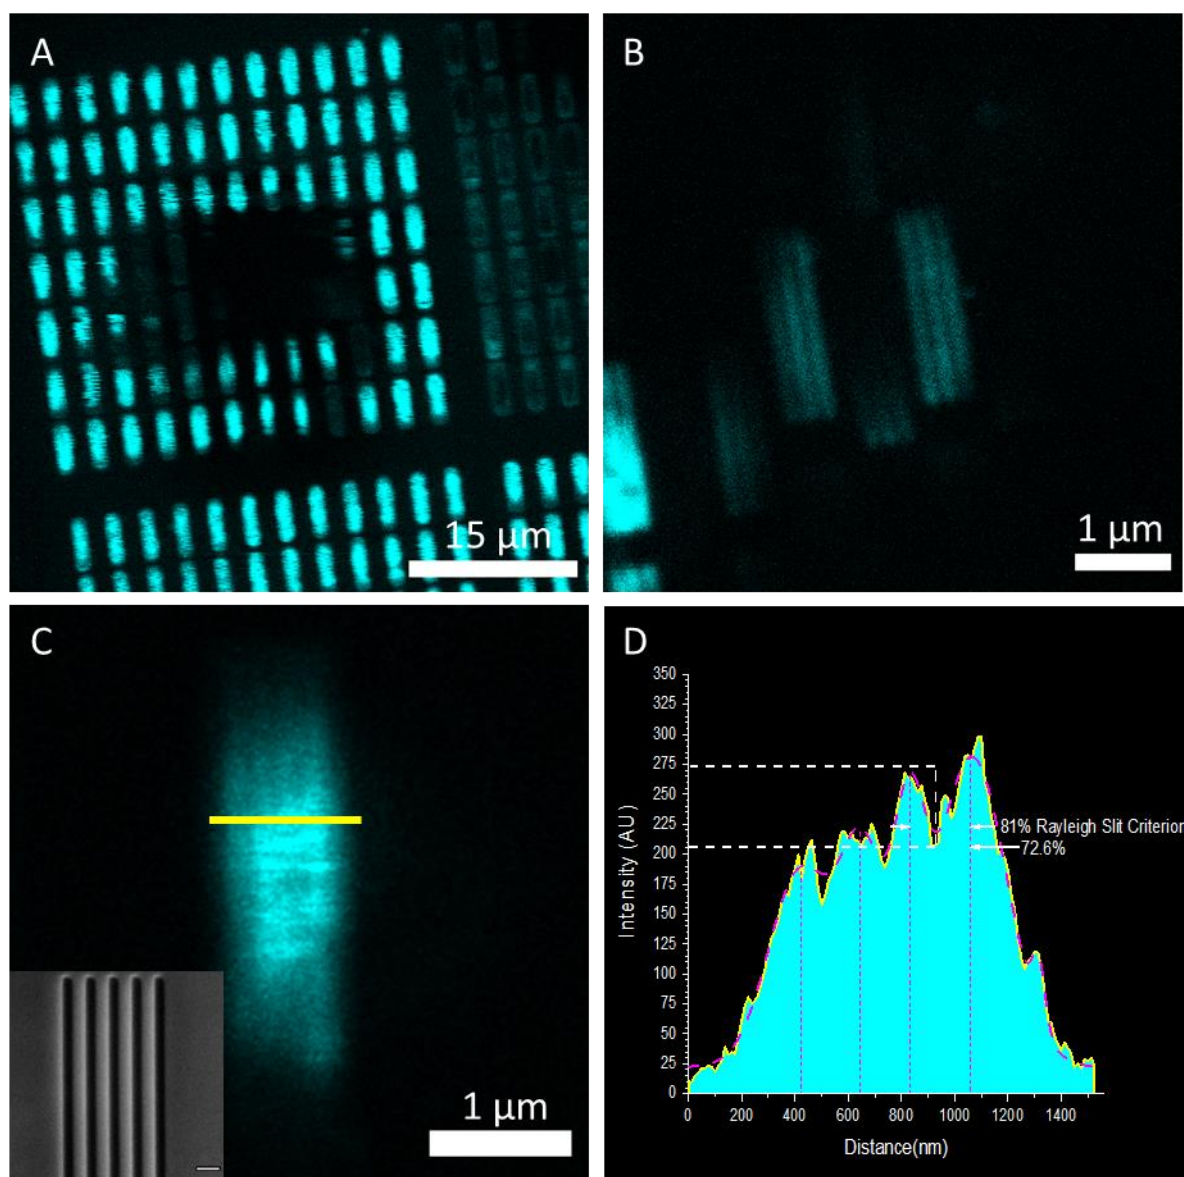 A
15 µm
B
1 µm
C
1 µm
D
350
325
300
275
250
225
200
175
150
125
100
75
50
25
0
Intensity (AU)
81% Rayleigh Slit Criterion
72.6%
0 200 400 600 800 1000 1200 1400
Distance(nm)